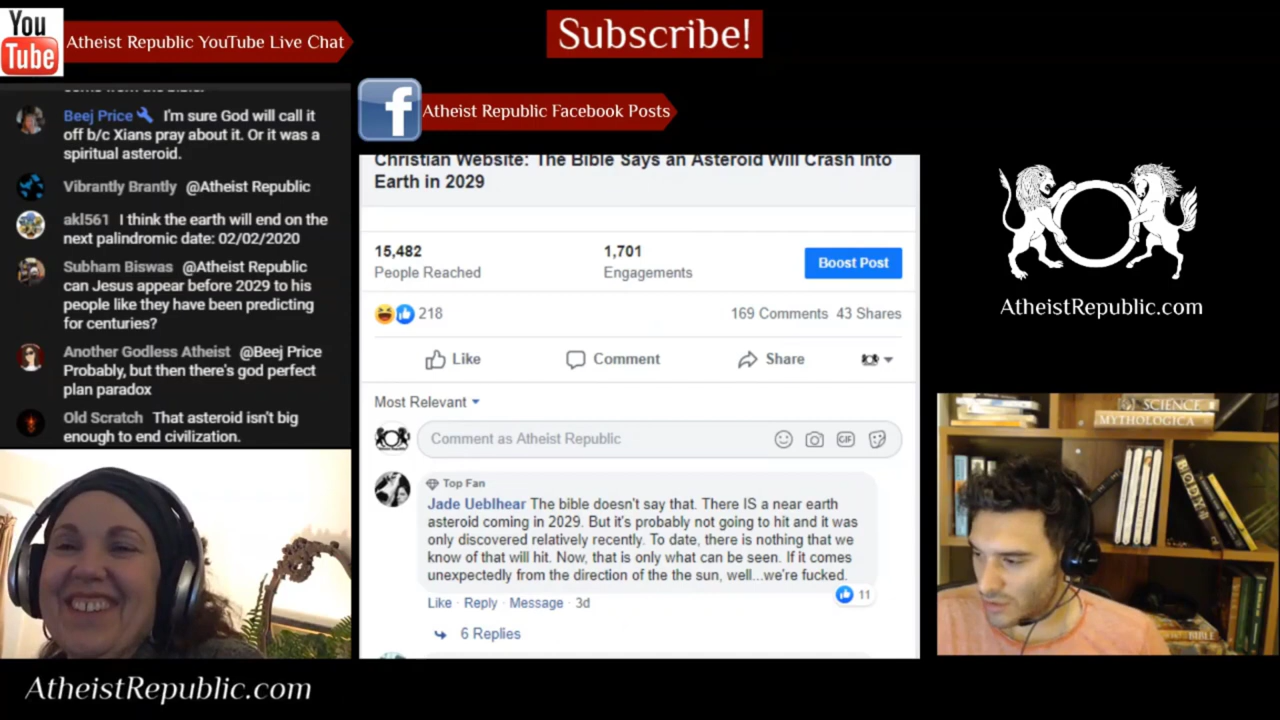 You
Tube
Atheist Republic YouTube Live Chat
Subscribe!
Beej Price I'm sure God will call it
off b/c Xians pray about it. Or it was a
spiritual asteroid.
Vibrantly Brantly @Atheist Republic
akl561 I think the earth will end on the
next palindromic date: 02/02/2020
Subham Biswas @Atheist Republic
can Jesus appear before 2029 to his
people like they have been predicting
for centuries?
Another Godless Atheist @Beej Price
Probably, but then there's god perfect
plan paradox
Old Scratch That asteroid isn't big
enough to end civilization.
f
Atheist Republic Facebook Posts
Christian Website: The Bible Says an Asteroid Will Crash Into
Earth in 2029
15,482
People Reached
1,701
Engagements
Boost Post
218
169 Comments 43 Shares
Like
Comment
Share
Most Relevant
Comment as Atheist Republic
GIF
Top Fan
Jade Ueblhear The bible doesn't say that. There IS a near earth
asteroid coming in 2029. But it's probably not going to hit and it was
only discovered relatively recently. To date, there is nothing that we
know of that will hit. Now, that is only what can be seen. If it comes
unexpectedly from the direction of the the sun, well...we're fucked.
Like · Reply · Message · 3d
11
6 Replies
AtheistRepublic.com
SCIENCE
MYTHOLOGICA
BIBLE
AtheistRepublic.com